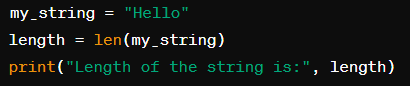 my_string = "Hello"
length = len(my_string)
print("Length of the string is:", length)